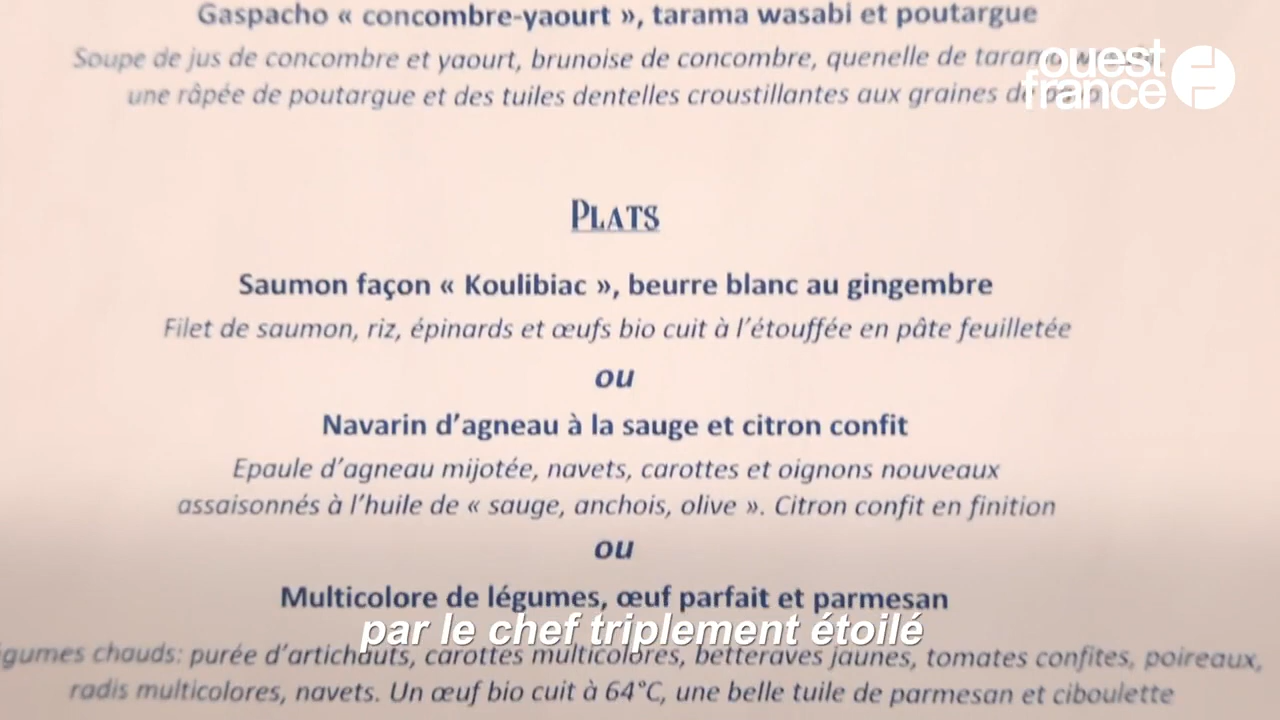 Gaspacho « concombre-yaourt », tarama wasabi et poutargue
Soupe de jus de concombre et yaourt, brunoise de concombre, quenelle de tarama
une râpée de poutargue et des tuiles dentelles croustillantes aux graines de
ouest
france
PLATS
Saumon façon « Koulibiac », beurre blanc au gingembre
Filet de saumon, riz, épinards et œufs bio cuit à l’étouffée en pâte feuilletée
ou
Navarin d’agneau à la sauge et citron confit
Epaule d’agneau mijotée, navets, carottes et oignons nouveaux
assaisonnés à l’huile de « sauge, anchois, olive ». Citron confit en finition
ou
Multicolore de légumes, œuf parfait et parmesan
par le chef triplement étoilé
gumes chauds: purée d’artichauts, carottes multicolores, betteraves jaunes, tomates confites, poireaux,
radis multicolores, navets. Un œuf bio cuit à 64°C, une belle tuile de parmesan et ciboulette